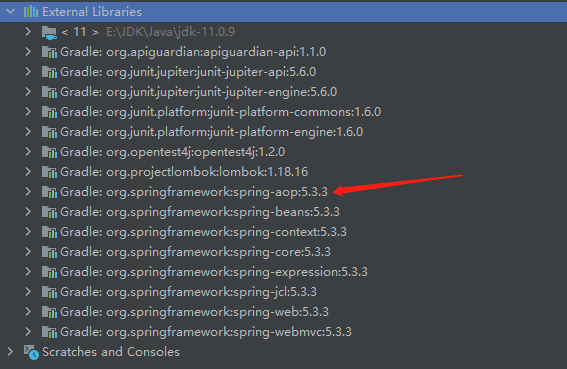 External Libraries
< 11 > E:\JDK\Java\jdk-11.0.9
Gradle: org.apiguardian:apiguardian-api:1.1.0
Gradle: org.junit.jupiter:junit-jupiter-api:5.6.0
Gradle: org.junit.jupiter:junit-jupiter-engine:5.6.0
Gradle: org.junit.platform:junit-platform-commons:1.6.0
Gradle: org.junit.platform:junit-platform-engine:1.6.0
Gradle: org.opentest4j:opentest4j:1.2.0
Gradle: org.projectlombok:lombok:1.18.16
Gradle: org.springframework:spring-aop:5.3.3
Gradle: org.springframework:spring-beans:5.3.3
Gradle: org.springframework:spring-context:5.3.3
Gradle: org.springframework:spring-core:5.3.3
Gradle: org.springframework:spring-expression:5.3.3
Gradle: org.springframework:spring-jcl:5.3.3
Gradle: org.springframework:spring-web:5.3.3
Gradle: org.springframework:spring-webmvc:5.3.3
Scratches and Consoles